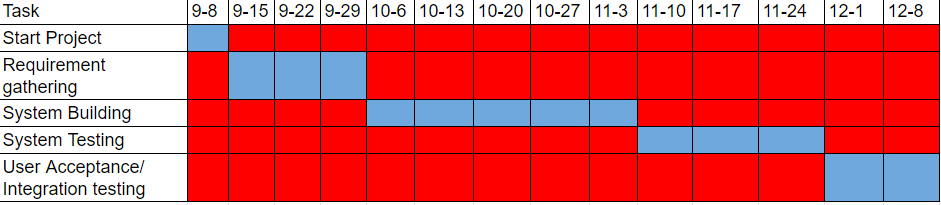 Task 9-8 9-15 9-22 9-29 10-6 10-13 10-20 10-27 11-3 11-10 11-17 11-24 12-1 12-8
Start Project
Requirement
gathering
System Building
System Testing
User Acceptance/
Integration testing